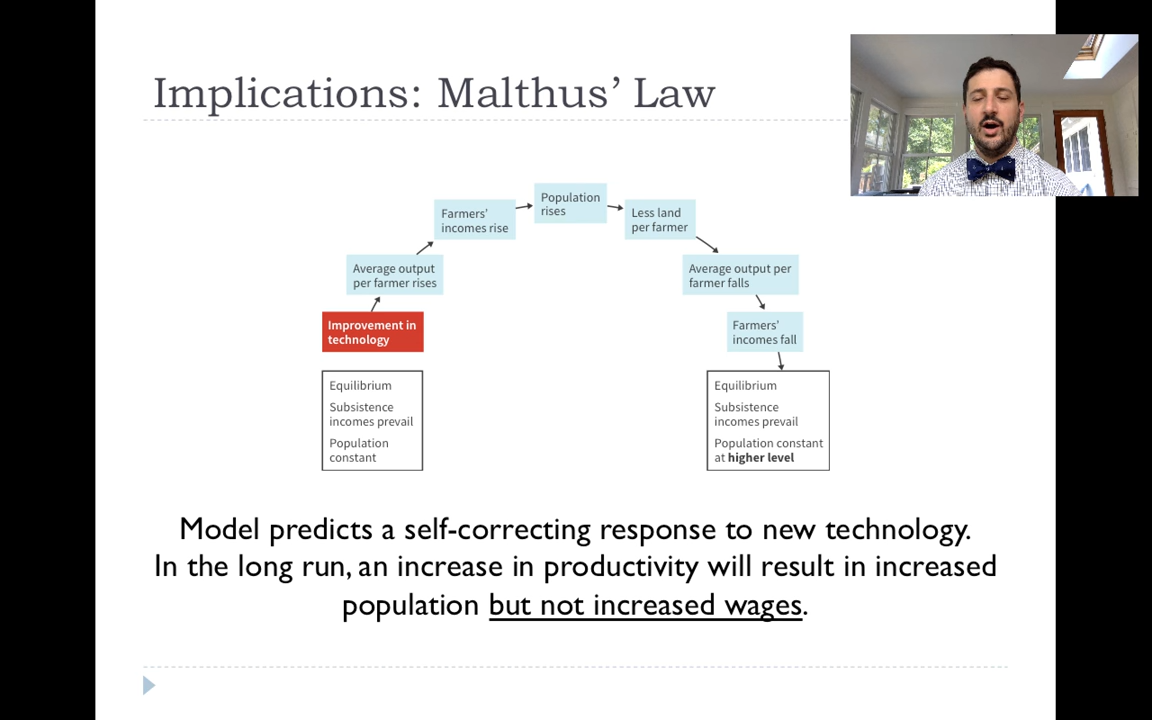 Implications: Malthus’ Law
Population
rises
Farmers’
incomes rise
Less land
per farmer
Average output
per farmer rises
Average output per
farmer falls
Improvement in
technology
Farmers’
incomes fall
Equilibrium
Subsistence
incomes prevail
Population
constant
Equilibrium
Subsistence
incomes prevail
Population constant
at higher level
Model predicts a self-correcting response to new technology.
In the long run, an increase in productivity will result in increased
population but not increased wages.